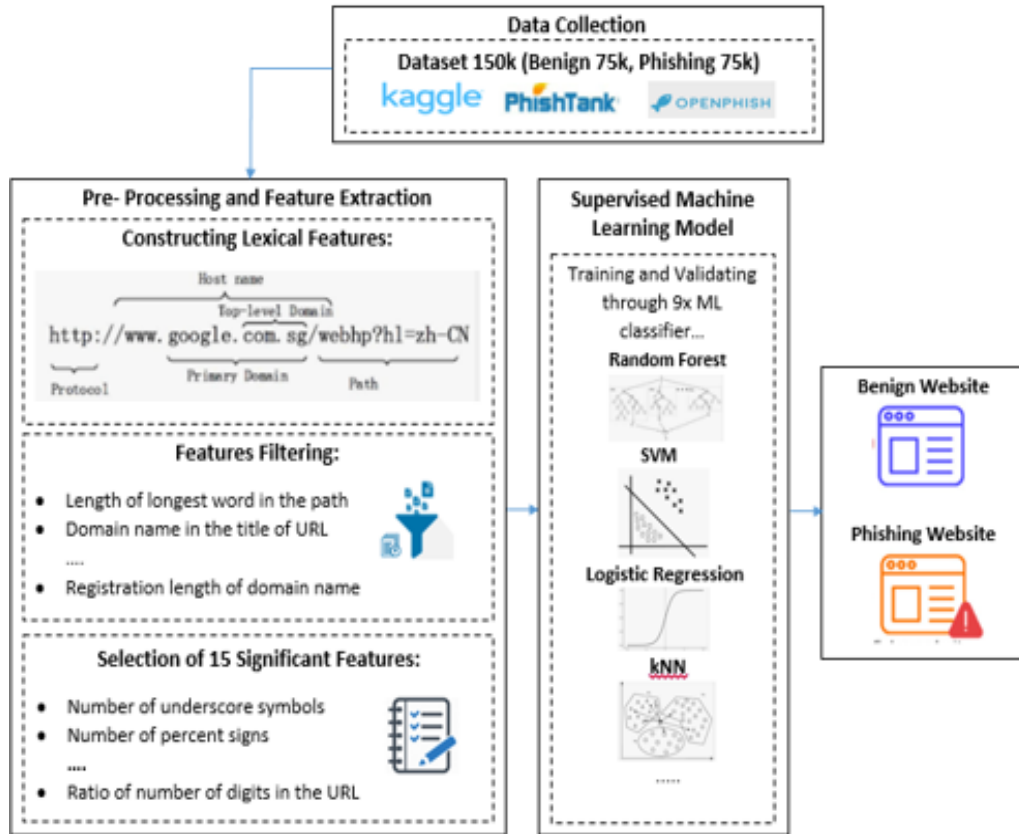 Data Collection
Dataset 150k (Benign 75k, Phishing 75k)
kaggle PhishTank OPENPHISH
Pre- Processing and Feature Extraction
Constructing Lexical Features:
Host name
Top-level Domain
http://www.google.com.sg/webhp?hl=zh-CN
Protocol
Primary Domain
Path
Features Filtering:
● Length of longest word in the path
● Domain name in the title of URL
....
● Registration length of domain name
Selection of 15 Significant Features:
● Number of underscore symbols
● Number of percent signs
....
● Ratio of number of digits in the URL
Supervised Machine
Learning Model
Training and Validating
through 9x ML
classifier...
Random Forest
SVM
Logistic Regression
kNN
.....
Benign Website
Phishing Website